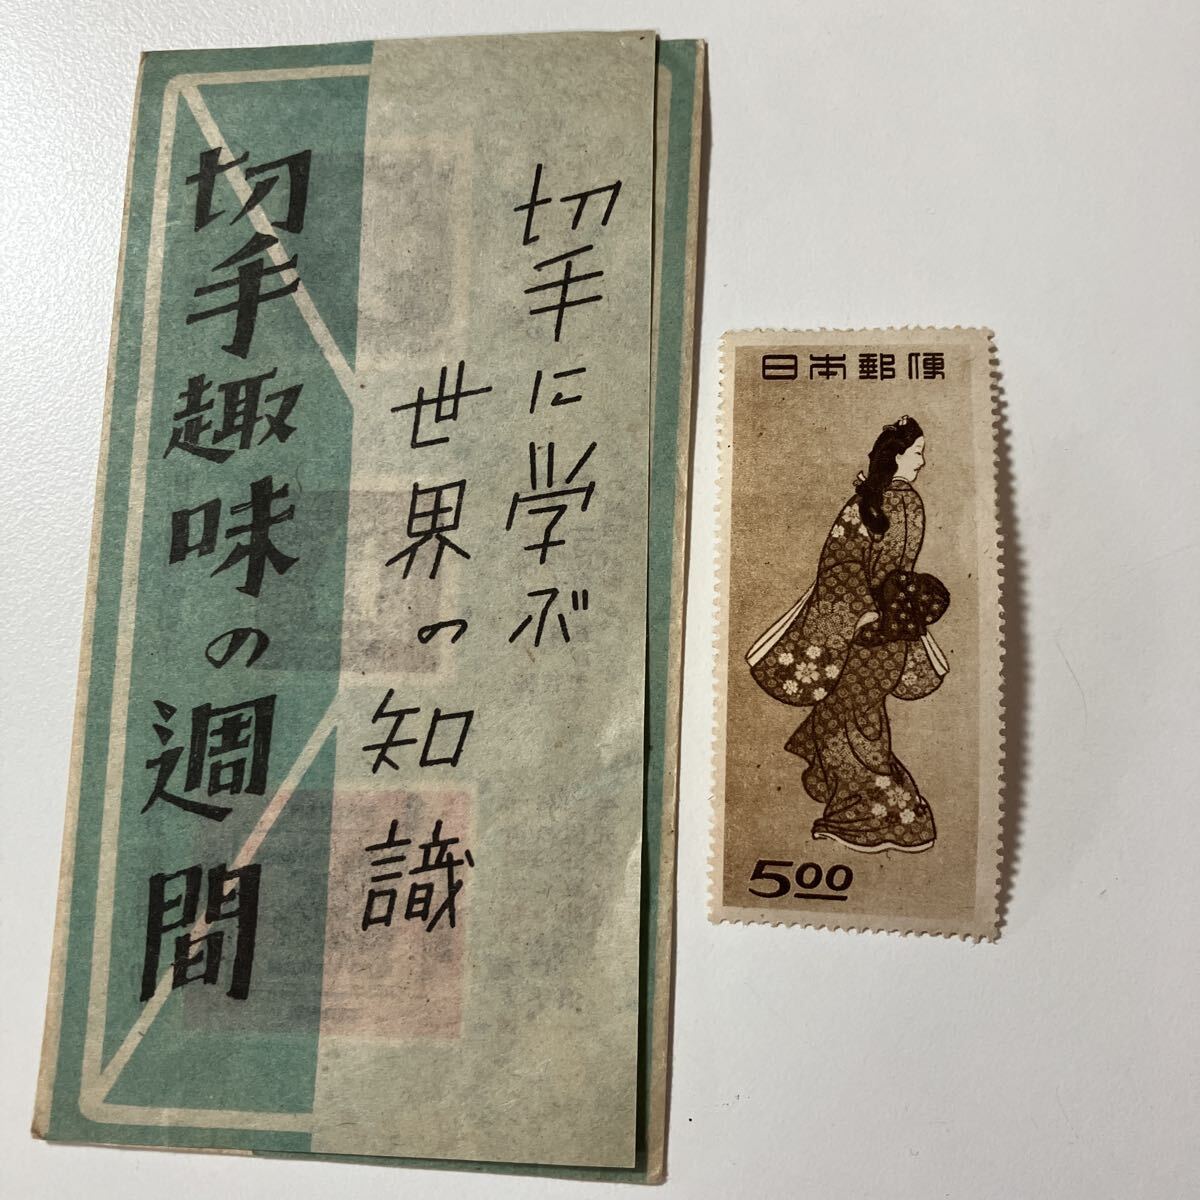 切手に学ぶ
世界の知識
切手趣味の週間
日本郵便
5.00